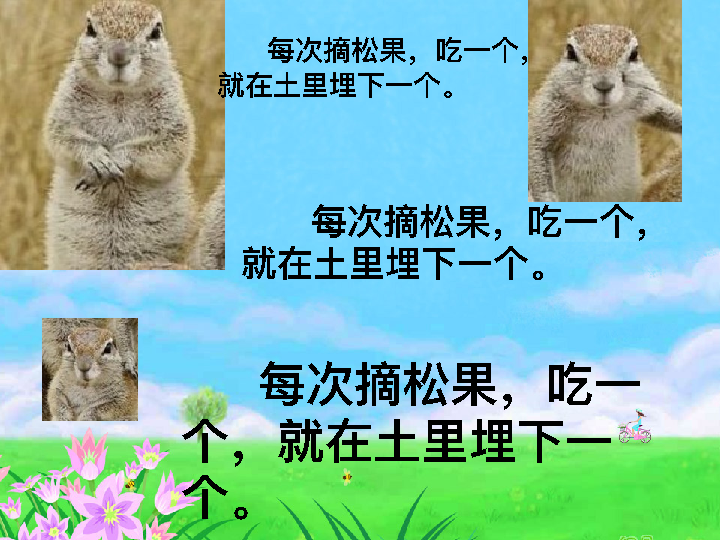 每次摘松果，吃一个，
就在土里埋下一个。
每次摘松果，吃一个，
就在土里埋下一个。
每次摘松果，吃一
个，就在土里埋下一
个。